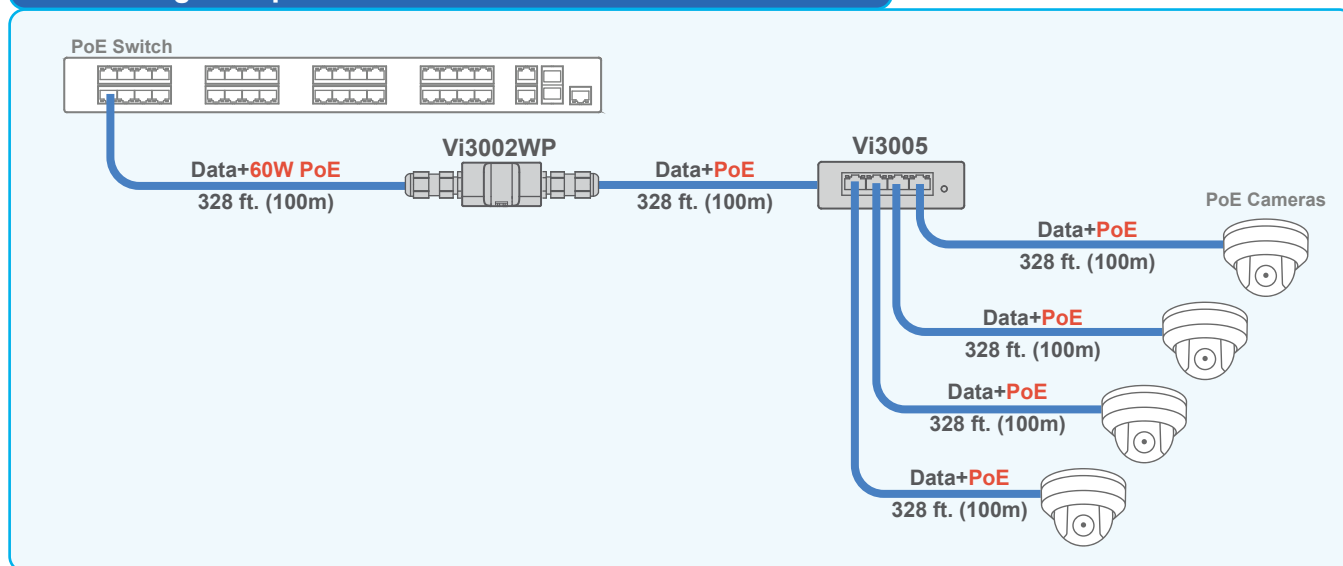 PoE Switch
Vi3002WP
Vi3005
Data+60W PoE
328 ft. (100m)
Data+PoE
328 ft. (100m)
PoE Cameras
Data+PoE
328 ft. (100m)
Data+PoE
328 ft. (100m)
Data+PoE
328 ft. (100m)
Data+PoE
328 ft. (100m)